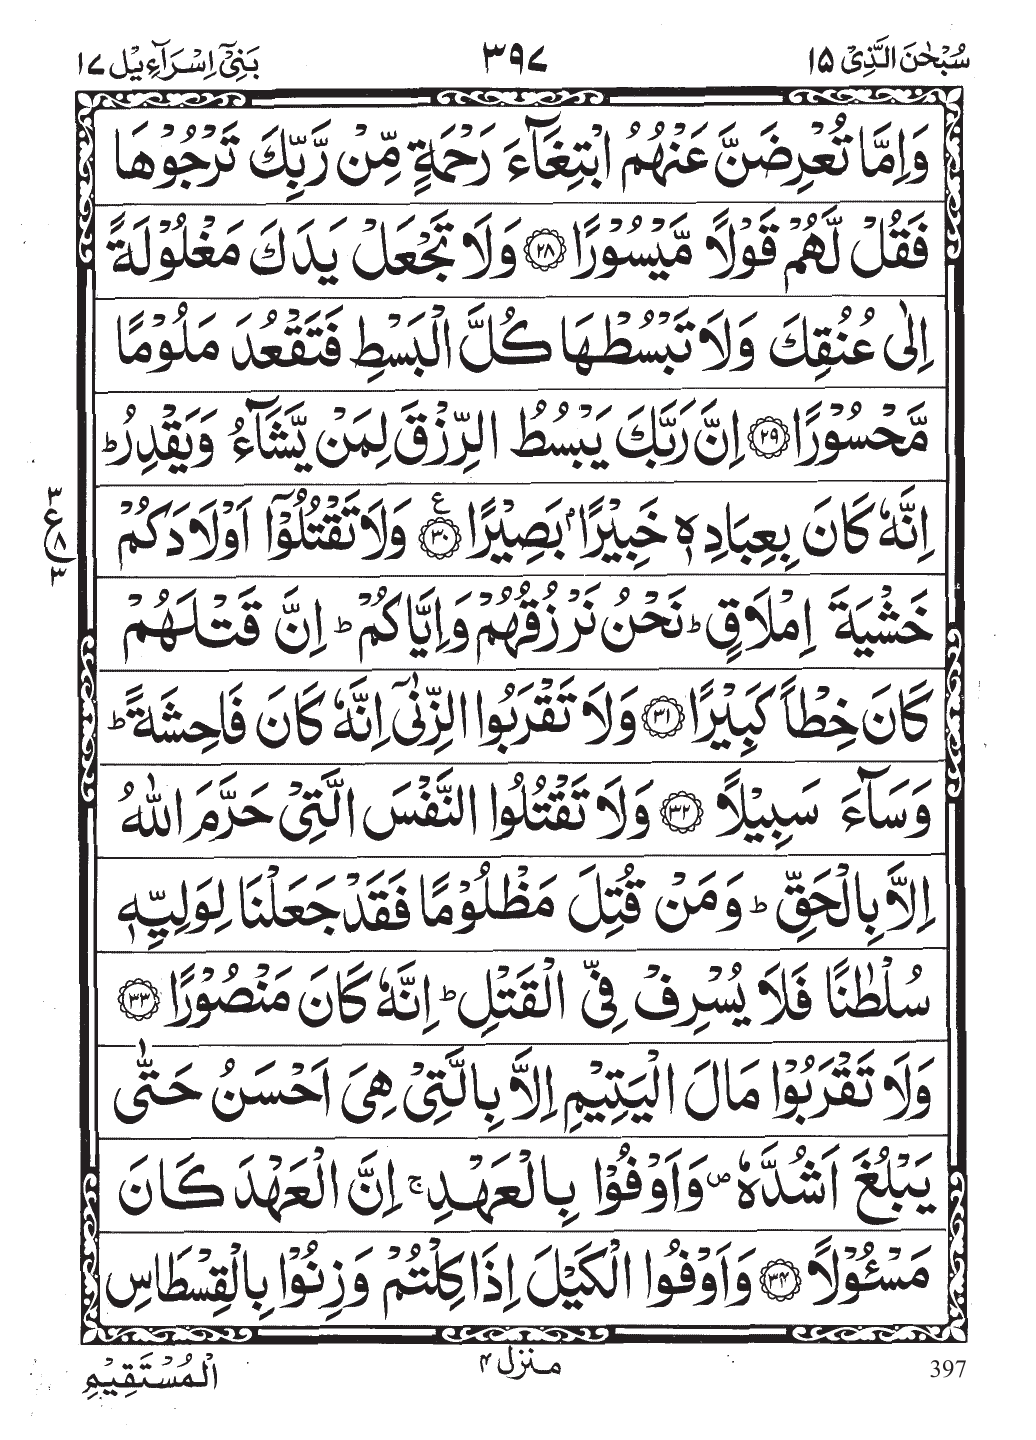 سُبْحٰنَ الَّذِیْ ۱۵
۳۹۷
بَنِیْۤ اِسْرَآءِیْل ۱۷
وَاِمَّا تُعْرِضَنَّ عَنْهُمُ ابْتِغَآءَ رَحْمَةٍ مِّنْ رَّبِّكَ تَرْجُوْهَا
فَقُلْ لَّهُمْ قَوْلًا مَّیْسُوْرًا ۲۸ وَلَا تَجْعَلْ یَدَكَ مَغْلُوْلَةً
اِلٰی عُنُقِكَ وَلَا تَبْسُطْهَا كُلَّ الْبَسْطِ فَتَقْعُدَ مَلُوْمًا
مَّحْسُوْرًا ۲۹ اِنَّ رَبَّكَ یَبْسُطُ الرِّزْقَ لِمَنْ یَّشَآءُ وَیَقْدِرُ ؕ
اِنَّهٗ كَانَ بِعِبَادِهٖ خَبِیْرًۢا بَصِیْرًا ۳۰ ع وَلَا تَقْتُلُوْۤا اَوْلَادَكُمْ
۳
ع ۸
۳
خَشْیَةَ اِمْلَاقٍ ؕ نَحْنُ نَرْزُقُهُمْ وَاِیَّاكُمْ ؕ اِنَّ قَتْلَهُمْ
كَانَ خِطْاً كَبِیْرًا ۳۱ وَلَا تَقْرَبُوا الزِّنٰۤی اِنَّهٗ كَانَ فَاحِشَةً ؕ
وَسَآءَ سَبِیْلًا ۳۲ وَلَا تَقْتُلُوا النَّفْسَ الَّتِیْ حَرَّمَ اللّٰهُ
اِلَّا بِالْحَقِّ ؕ وَمَنْ قُتِلَ مَظْلُوْمًا فَقَدْ جَعَلْنَا لِوَلِیِّهٖ
سُلْطٰنًا فَلَا یُسْرِفْ فِّی الْقَتْلِ ؕ اِنَّهٗ كَانَ مَنْصُوْرًا ۳۳
وَلَا تَقْرَبُوْا مَالَ الْیَتِیْمِ اِلَّا بِالَّتِیْ هِیَ اَحْسَنُ حَتّٰی
یَبْلُغَ اَشُدَّهٗ ص وَاَوْفُوْا بِالْعَهْدِ ج اِنَّ الْعَهْدَ كَانَ
مَسْـُٔوْلًا ۳۴ وَاَوْفُوا الْكَیْلَ اِذَا كِلْتُمْ وَزِنُوْا بِالْقِسْطَاسِ
397
منزل ۴
الْمُسْتَقِیْمِ